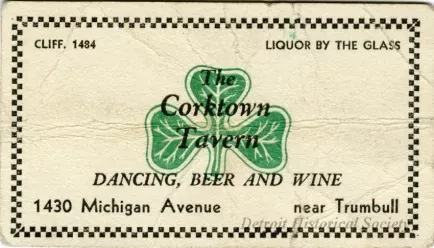 CLIFF. 1484 LIQUOR BY THE GLASS
The
Corktown
Tavern
DANCING, BEER AND WINE
1430 Michigan Avenue near Trumbull
Detroit Historical Society